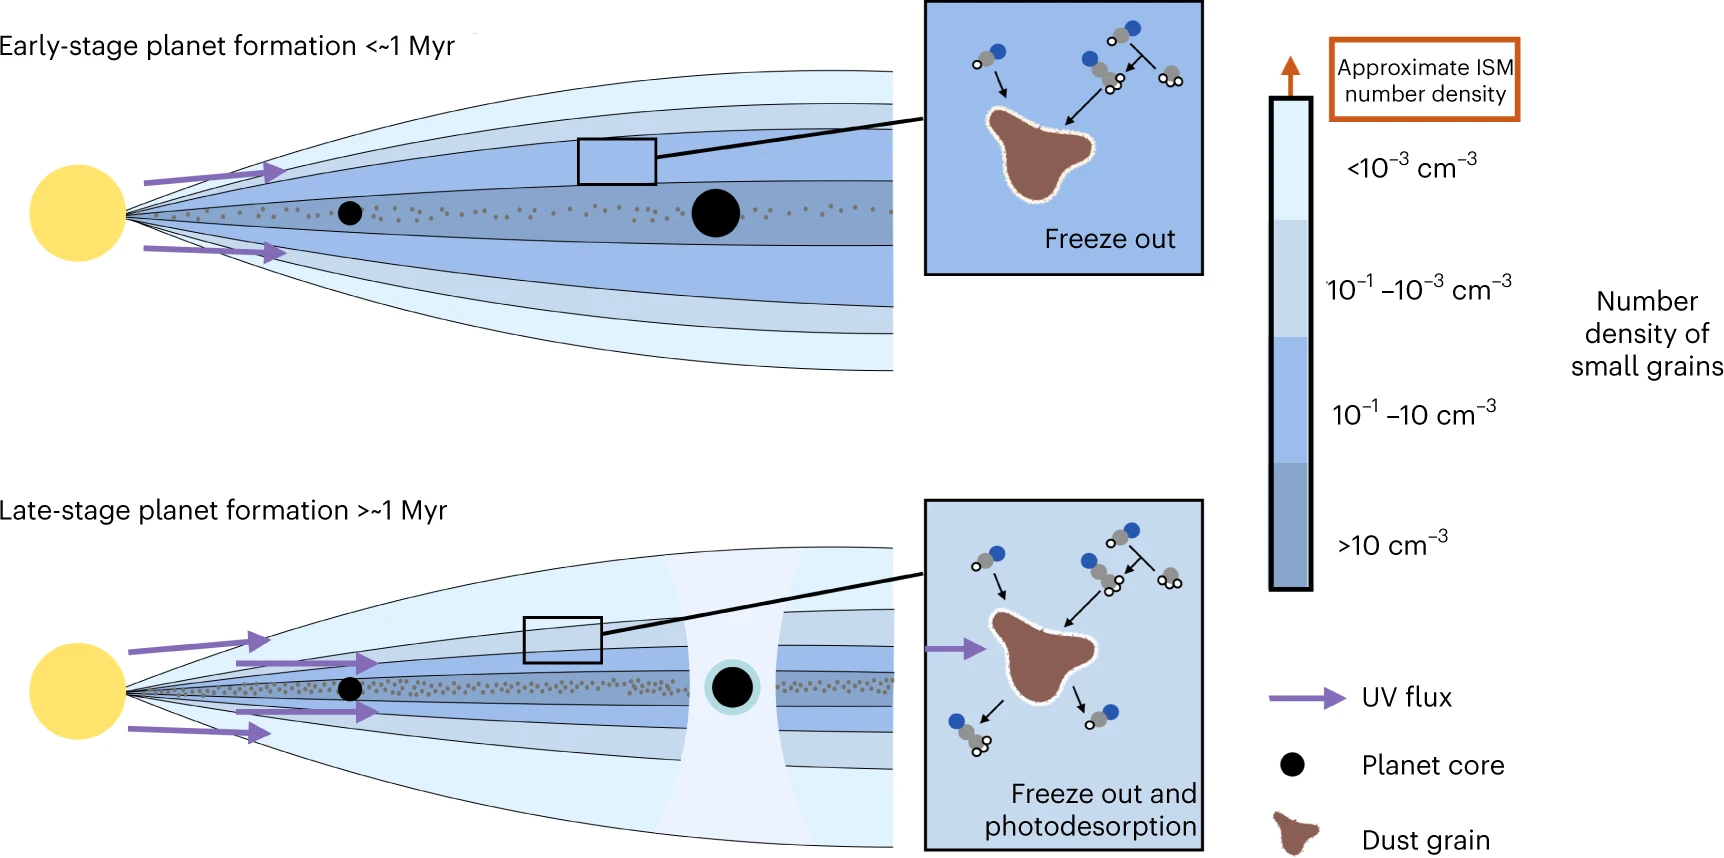 Early-stage planet formation <~1 Myr
Freeze out
Approximate ISM
number density
<10⁻³ cm⁻³
10⁻¹ –10⁻³ cm⁻³
10⁻¹ –10 cm⁻³
>10 cm⁻³
Number
density of
small grains
Late-stage planet formation >~1 Myr
Freeze out and
photodesorption
UV flux
Planet core
Dust grain